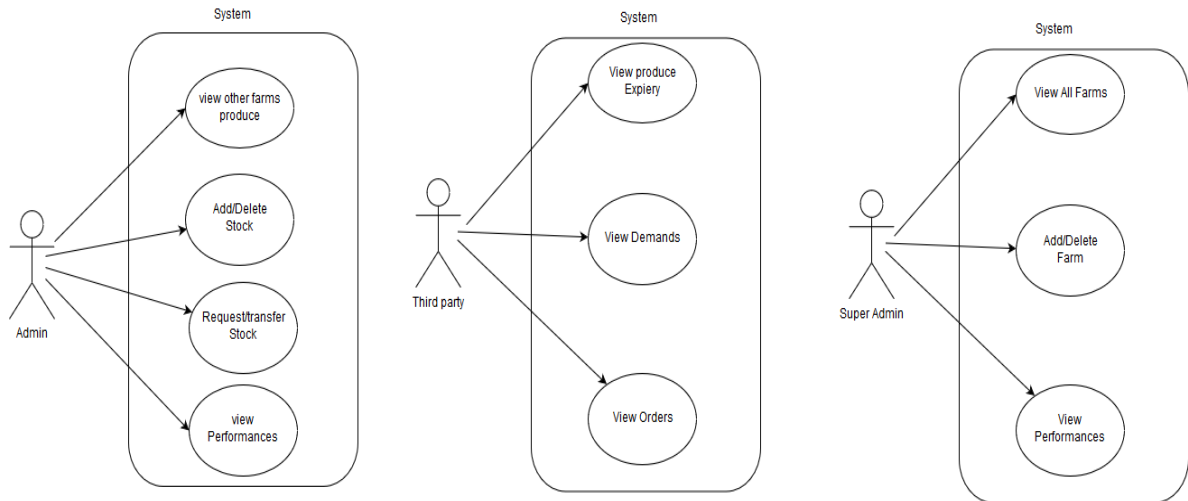 System
view other farms
produce
Add/Delete
Stock
Request/transfer
Stock
view
Performances
Admin
System
View produce
Expiery
View Demands
View Orders
Third party
System
View All Farms
Add/Delete
Farm
View
Performances
Super Admin